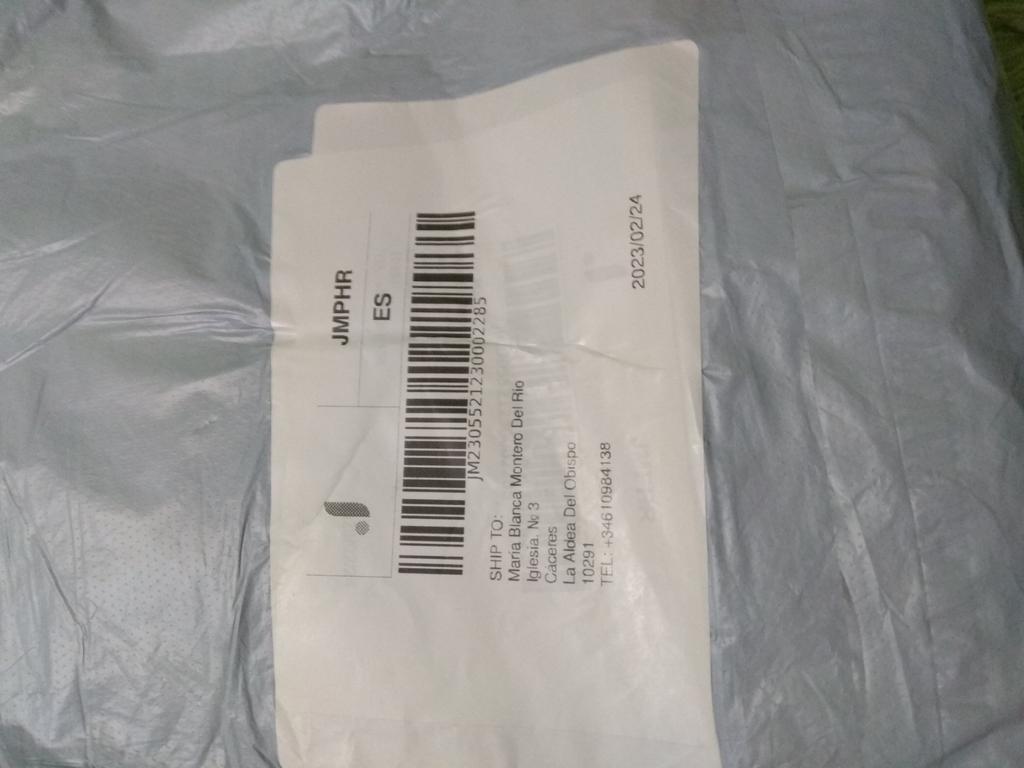 JMPHR
ES
JM2305521230002285
SHIP TO:
Maria Blanca Montero Del Rio
Iglesia. № 3
Caceres
La Aldea Del Obispo
10291
TEL: +34610984138
2023/02/24